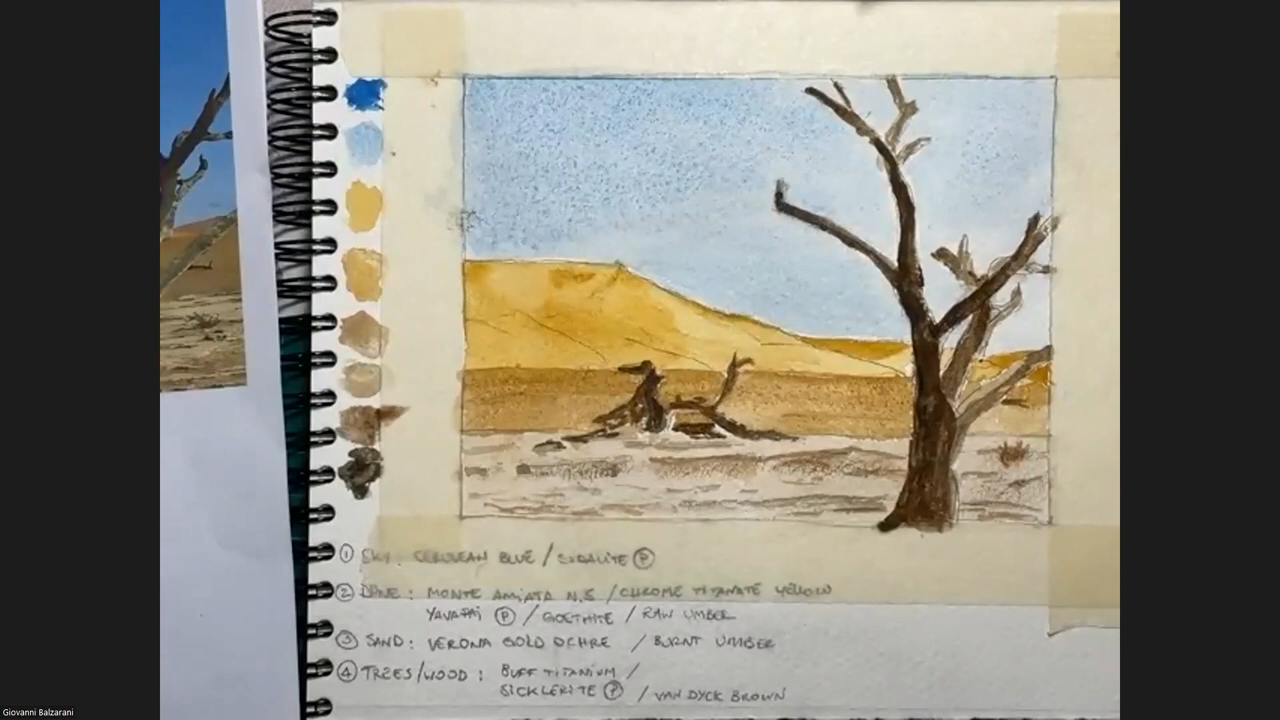 ① SKY: CERULEAN BLUE / SODALITE Ⓟ
② DUNE: MONTE AMIATA N.S / CHROME TITANATE YELLOW
YAVAPAI Ⓟ / GOETHITE / RAW UMBER
③ SAND: VERONA GOLD OCHRE / BURNT UMBER
④ TREES/WOOD: BUFF TITANIUM /
SICKLERITE Ⓟ / VAN DYCK BROWN
Giovanni Balzarani